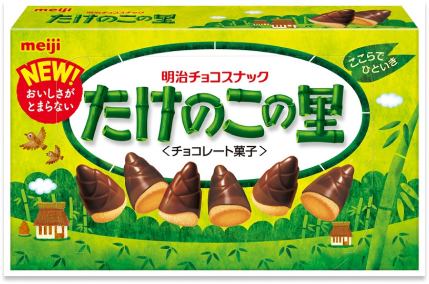 meiji
NEW!
おいしさが
とまらない
明治チョコスナック
ここらで
ひといき
たけのこの里
〈チョコレート菓子〉